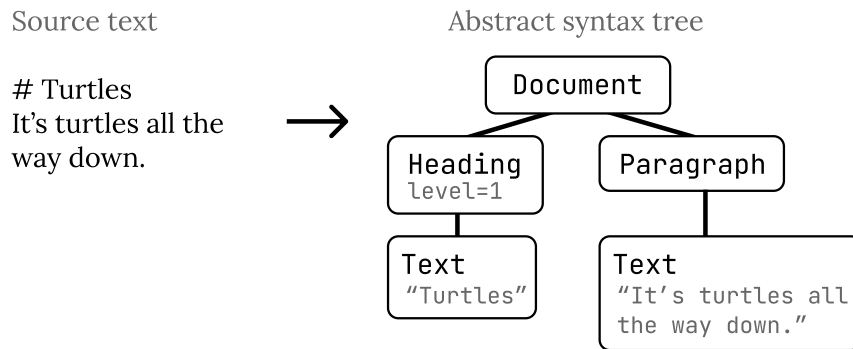 Source text
Abstract syntax tree
# Turtles
It’s turtles all the
way down.
Document
Heading
level=1
Paragraph
Text
“Turtles”
Text
“It’s turtles all
the way down.”